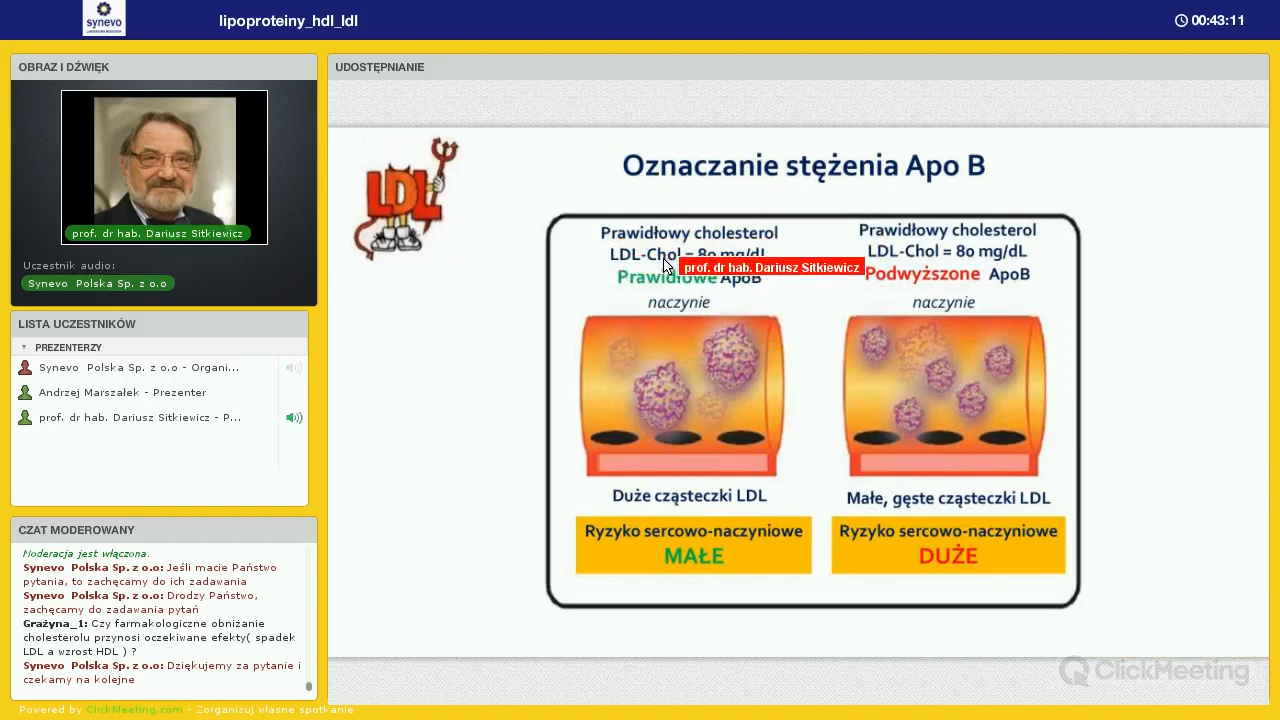 synevo
lipoproteiny_hdl_ldl
00:43:11
OBRAZ I DŹWIĘK
prof. dr hab. Dariusz Sitkiewicz
Uczestnik audio:
Synevo Polska Sp. z o.o
LISTA UCZESTNIKÓW
PREZENTERZY
Synevo Polska Sp. z o.o - Organi...
Andrzej Marszałek - Prezenter
prof. dr hab. Dariusz Sitkiewicz - P...
CZAT MODEROWANY
Moderacja jest włączona.
Synevo Polska Sp. z o.o: Jeśli macie Państwo
pytania, to zachęcamy do ich zadawania
Synevo Polska Sp. z o.o: Drodzy Państwo,
zachęcamy do zadawania pytań
Grażyna_1: Czy farmakologiczne obniżanie
cholesterolu przynosi oczekiwane efekty( spadek
LDL a wzrost HDL ) ?
Synevo Polska Sp. z o.o: Dziękujemy za pytanie i
czekamy na kolejne
Powered by ClickMeeting.com - Zorganizuj własne spotkanie
UDOSTĘPNIANIE
LDL
Oznaczanie stężenia Apo B
Prawidłowy cholesterol
LDL-Chol = 80 mg/dL
Prawidłowe ApoB
prof. dr hab. Dariusz Sitkiewicz
naczynie
Duże cząsteczki LDL
Ryzyko sercowo-naczyniowe
MAŁE
Prawidłowy cholesterol
LDL-Chol = 80 mg/dL
Podwyższone ApoB
naczynie
Małe, gęste cząsteczki LDL
Ryzyko sercowo-naczyniowe
DUŻE
ClickMeeting